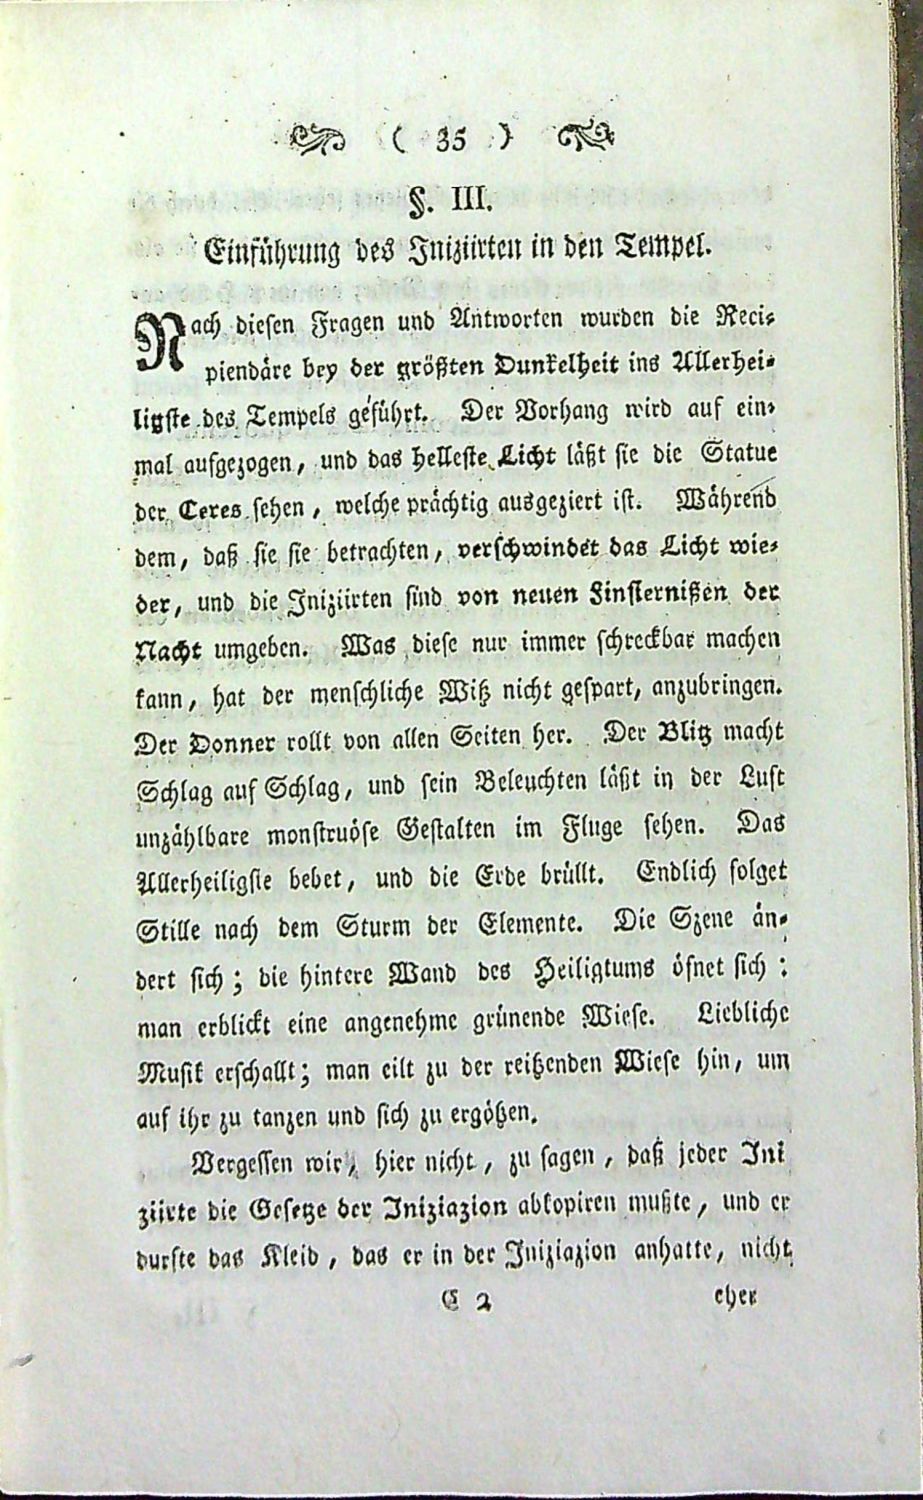 ( 35 )
§. III.
Einführung des Iniziirten in den Tempel.
Nach diesen Fragen und Antworten wurden die Reci-
piendäre bey der größten Dunkelheit ins Allerhei-
ligste des Tempels geführt. Der Vorhang wird auf ein-
mal aufgezogen, und das helleste Licht läßt sie die Statue
der Ceres sehen, welche prächtig ausgeziert ist. Während
dem, daß sie sie betrachten, verschwindet das Licht wie-
der, und die Iniziirten sind von neuen Finsternißen der
Nacht umgeben. Was diese nur immer schreckbar machen
kann, hat der menschliche Witz nicht gespart, anzubringen.
Der Donner rollt von allen Seiten her. Der Blitz macht
Schlag auf Schlag, und sein Beleuchten läßt in der Luft
unzählbare monstruöse Gestalten im Fluge sehen. Das
Allerheiligste bebet, und die Erde brüllt. Endlich folget
Stille nach dem Sturm der Elemente. Die Szene än-
dert sich; die hintere Wand des Heiligtums öfnet sich:
man erblickt eine angenehme grünende Wiese. Liebliche
Musik erschallt; man eilt zu der reitzenden Wiese hin, um
auf ihr zu tanzen und sich zu ergötzen.
Vergessen wir, hier nicht, zu sagen, daß jeder Ini
ziirte die Gesetze der Iniziazion abkopiren mußte, und er
durfte das Kleid, das er in der Iniziazion anhatte, nicht
C 2 eher